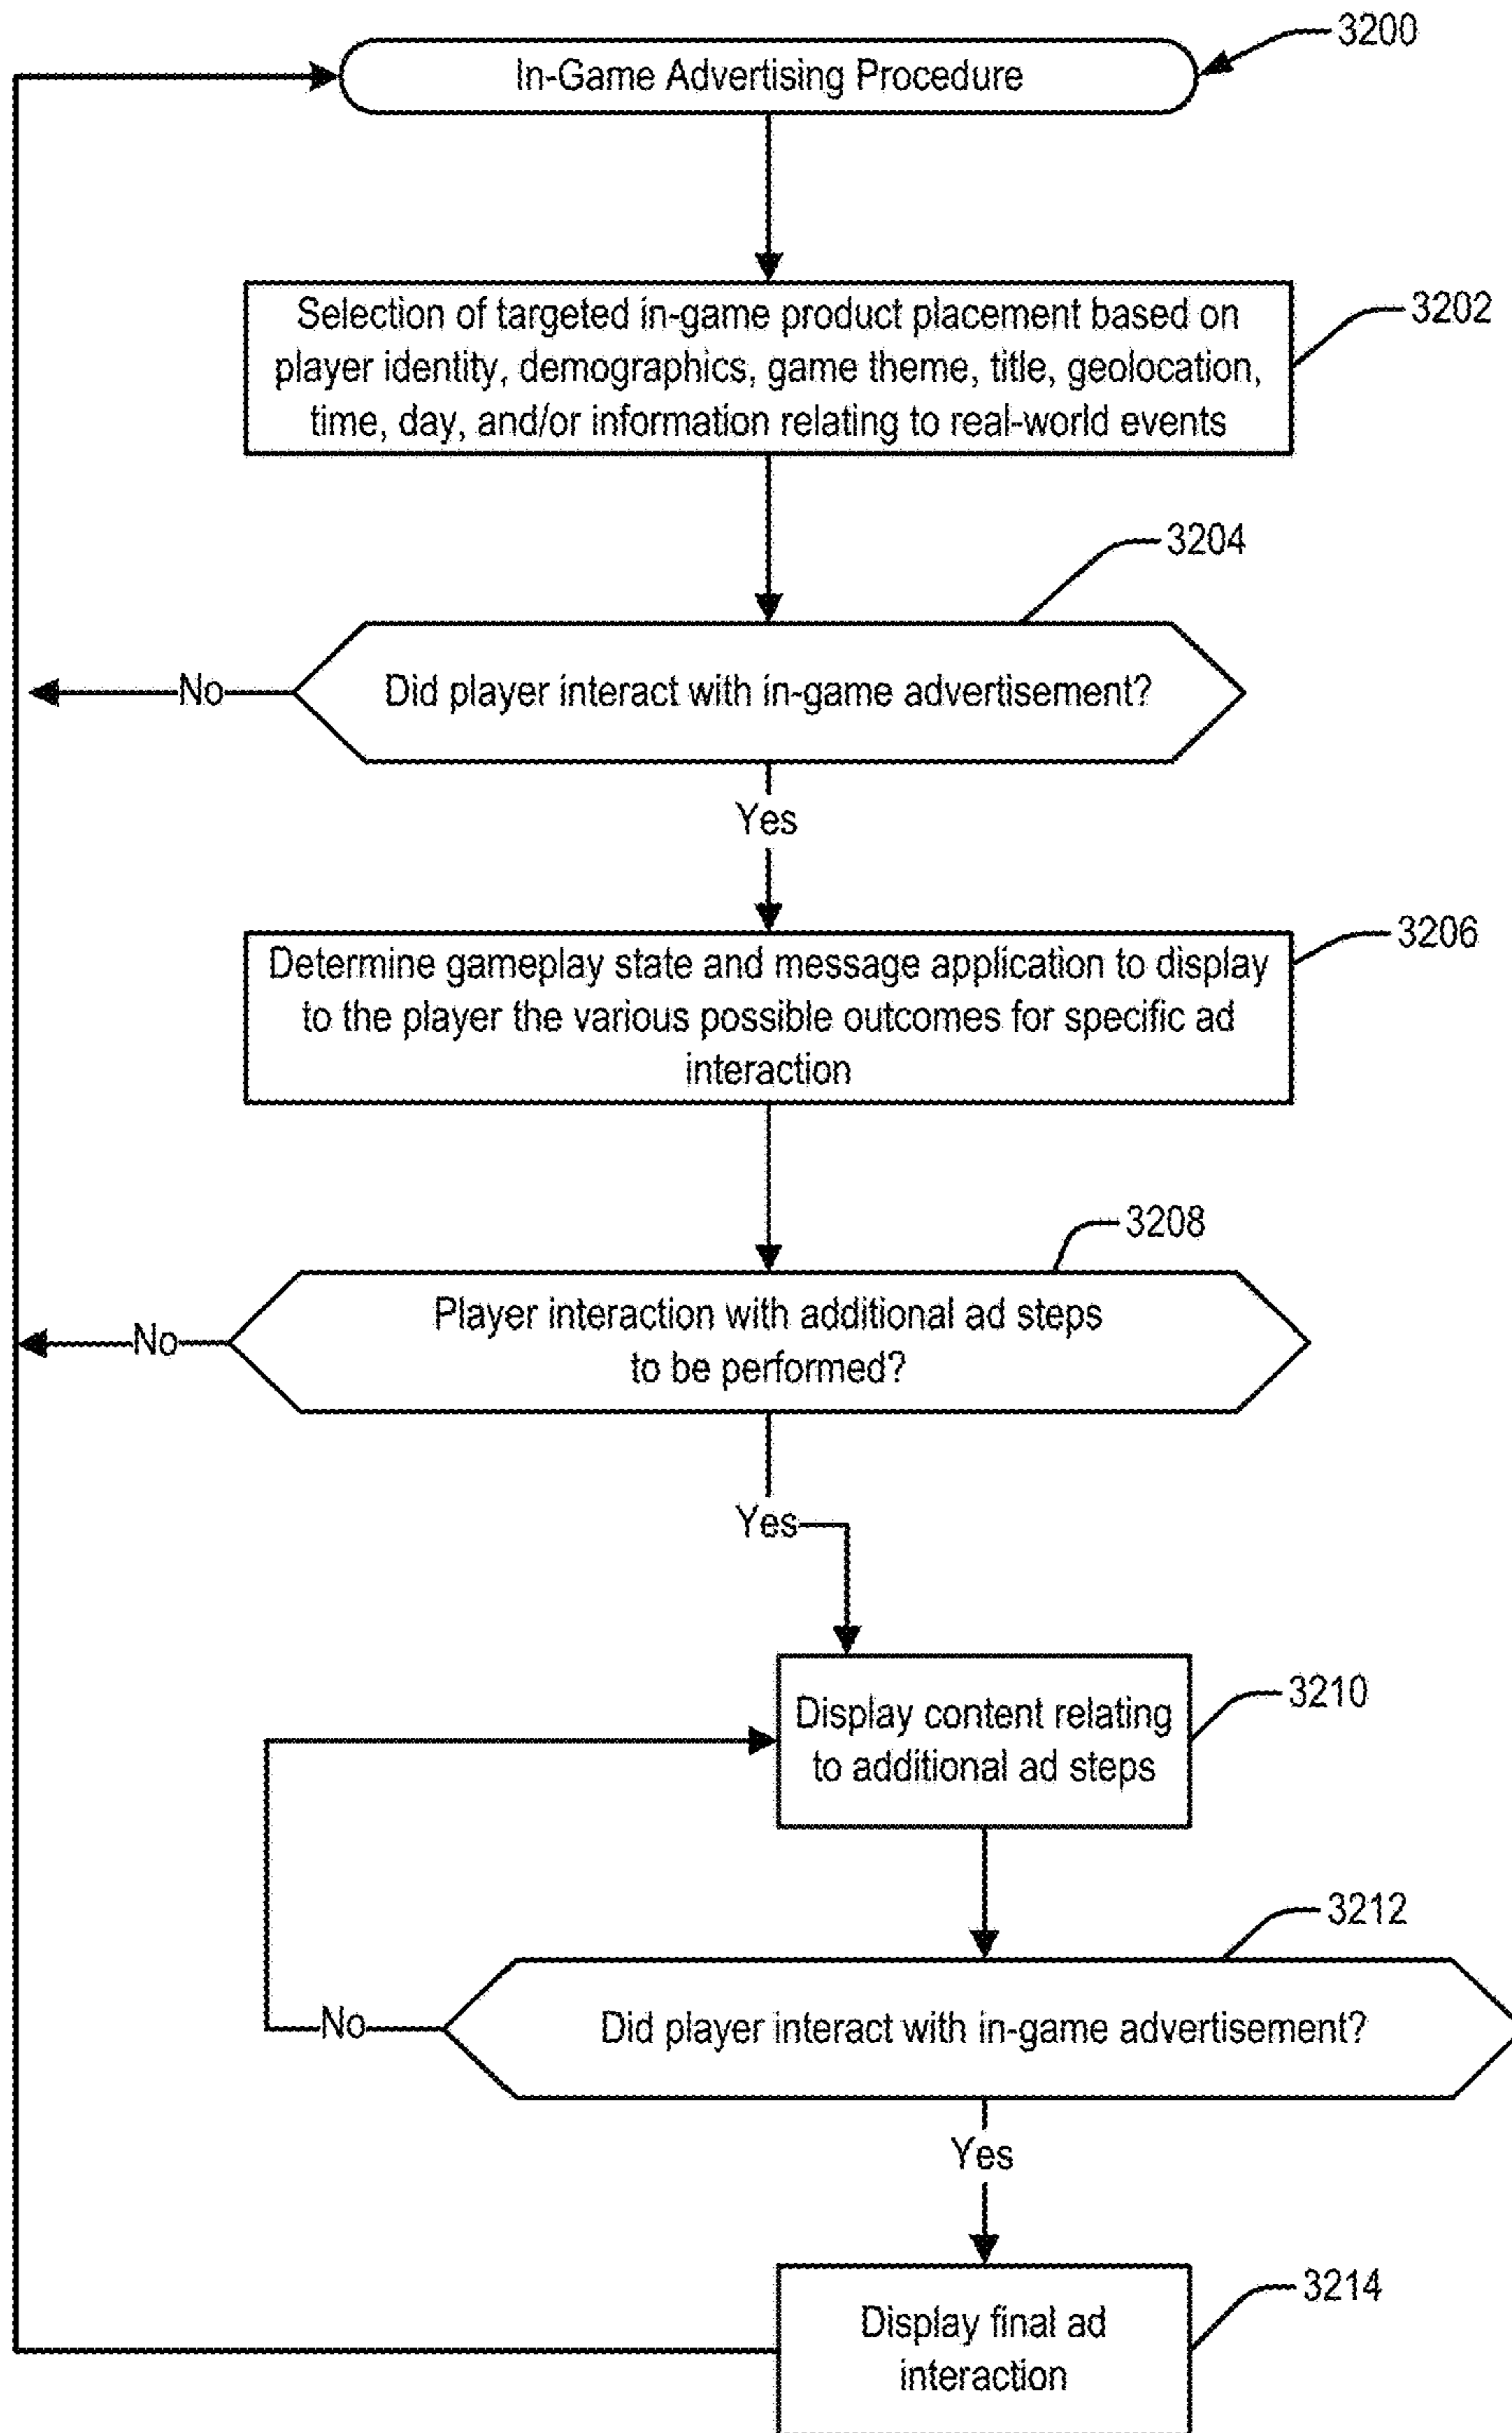 3200
In-Game Advertising Procedure
Selection of targeted in-game product placement based on
player identity, demographics, game theme, title, geolocation,
time, day, and/or information relating to real-world events
3202
3204
Did player interact with in-game advertisement?
No
Yes
3206
Determine gameplay state and message application to display
to the player the various possible outcomes for specific ad
interaction
3208
Player interaction with additional ad steps
to be performed?
No
Yes
Display content relating
to additional ad steps
3210
3212
Did player interact with in-game advertisement?
No
Yes
3214
Display final ad
interaction